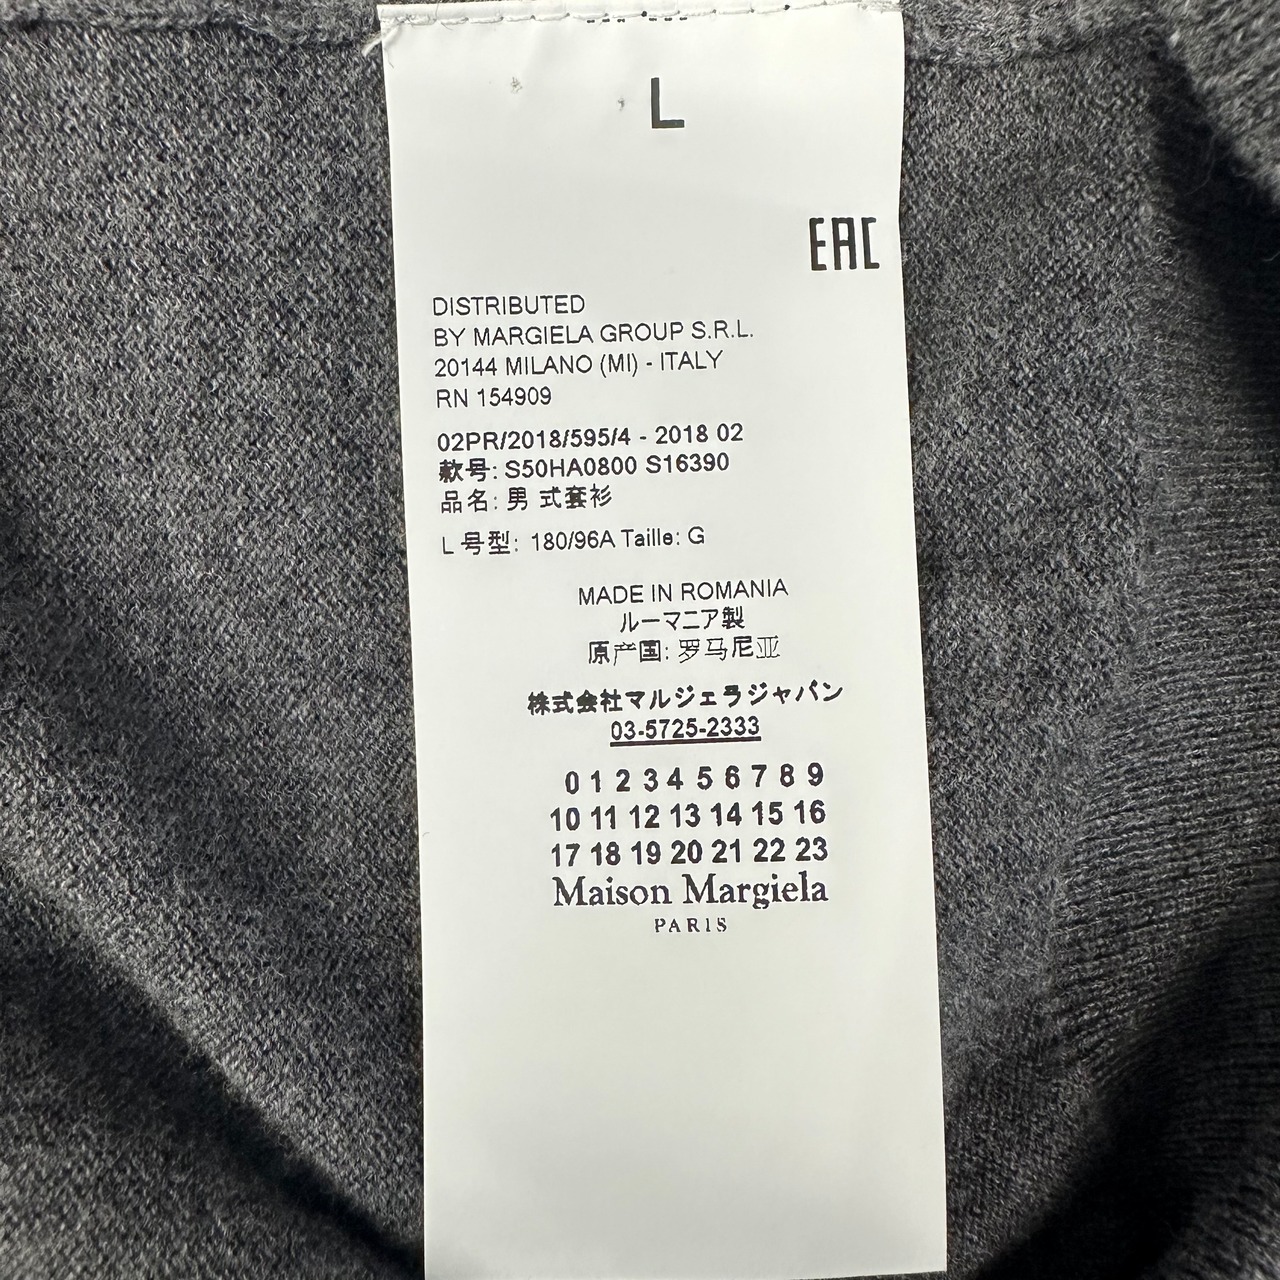 L
EAC
DISTRIBUTED
BY MARGIELA GROUP S.R.L.
20144 MILANO (MI) - ITALY
RN 154909
02PR/2018/595/4 - 2018 02
款号: S50HA0800 S16390
品名: 男 式套衫
L 号型: 180/96A Taille: G
MADE IN ROMANIA
ルーマニア製
原产国: 罗马尼亚
株式会社マルジェラジャパン
03-5725-2333
0 1 2 3 4 5 6 7 8 9
10 11 12 13 14 15 16
17 18 19 20 21 22 23
Maison Margiela
PARIS